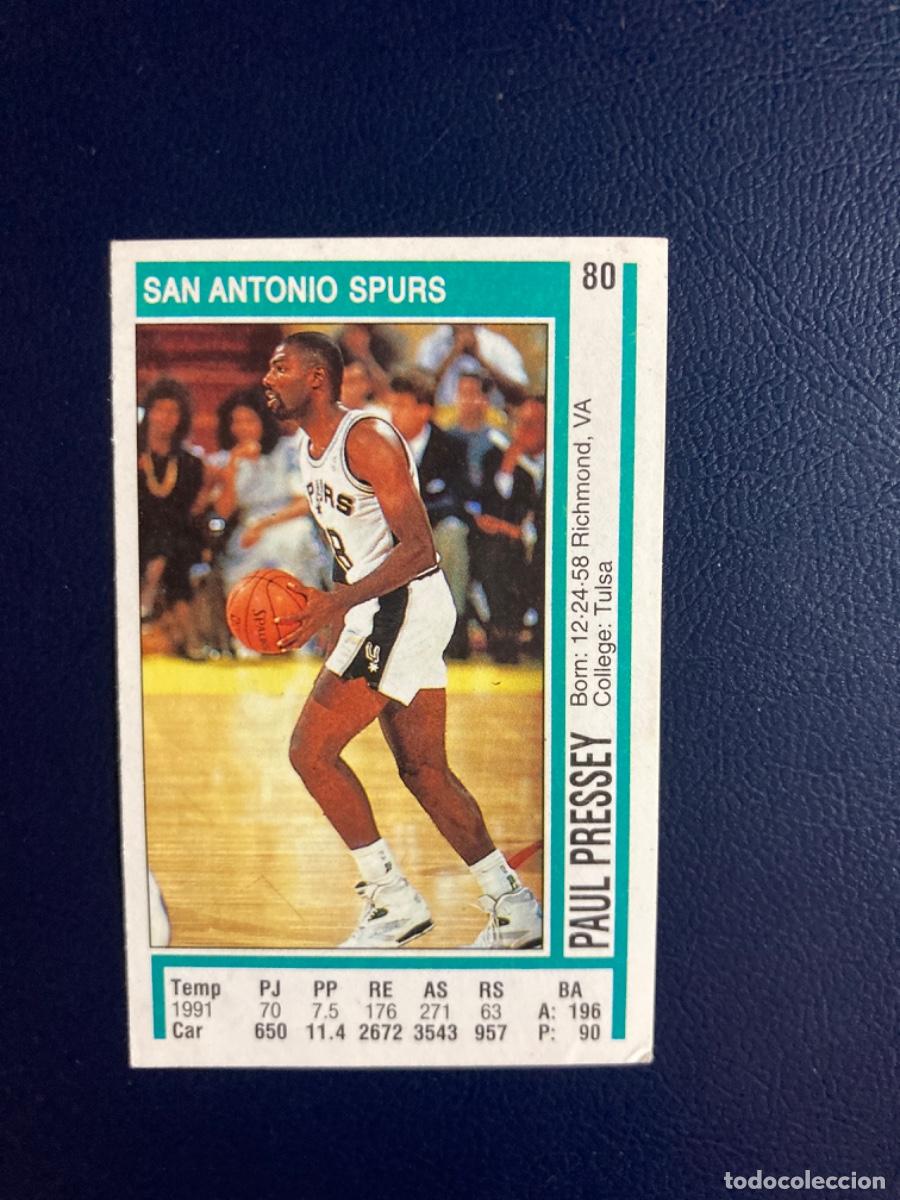 SAN ANTONIO SPURS
80
SPURS
8
SPALDING
PAUL PRESSEY
Born: 12-24-58 Richmond, VA
College: Tulsa
Temp PJ PP RE AS RS BA
1991 70 7.5 176 271 63 A: 196
Car 650 11.4 2672 3543 957 P: 90
todocoleccion